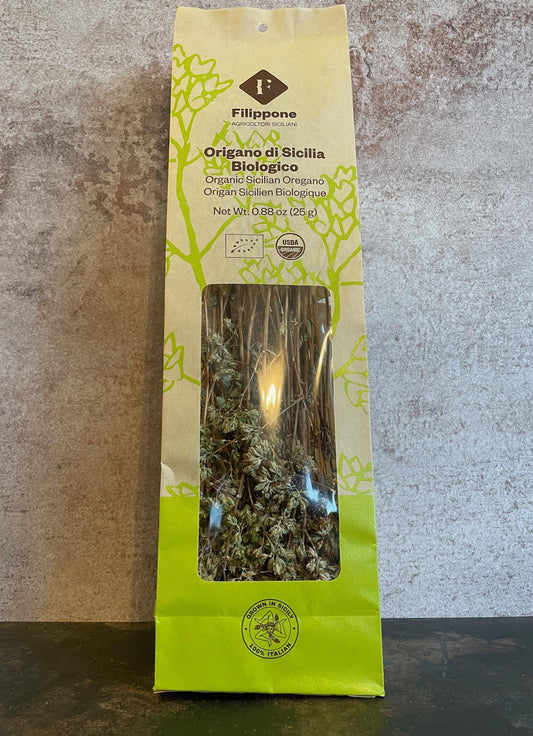 F
Filippone
AGRICOLTORI SICILIANI
Origano di Sicilia
Biologico
Organic Sicilian Oregano
Origan Sicilien Biologique
Net Wt. 0.88 oz (25 g)
USDA
ORGANIC
GROWN IN SICILY
100% ITALIAN